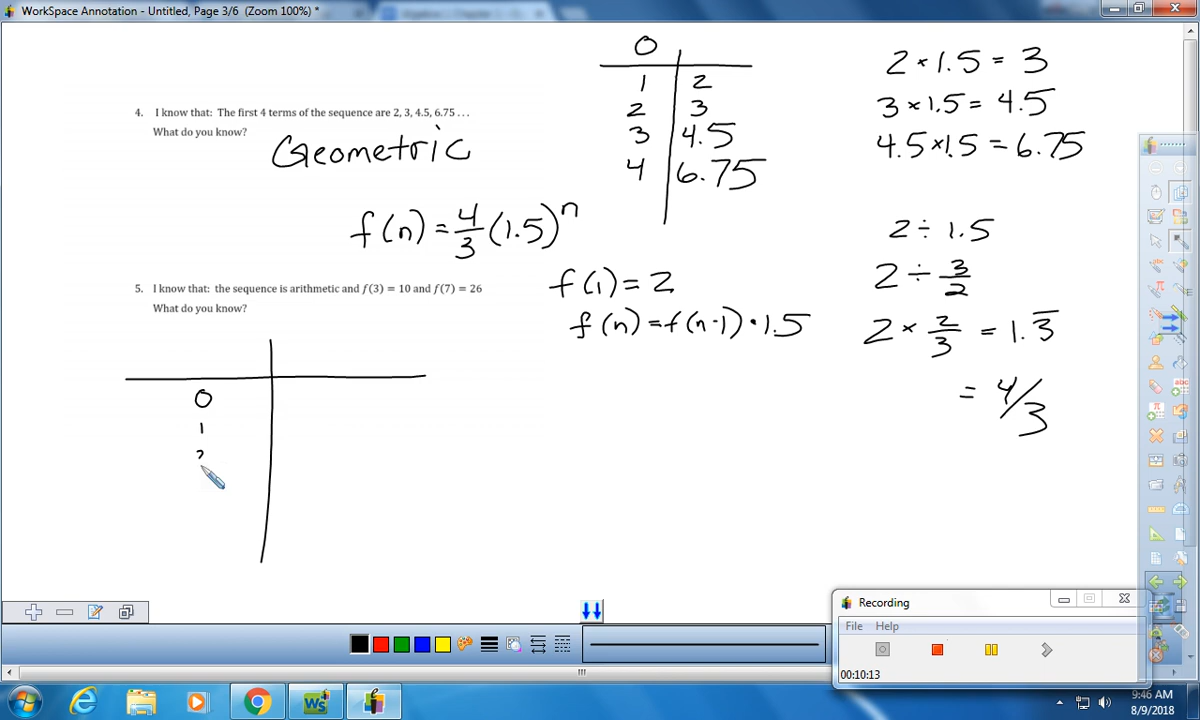 WorkSpace Annotation - Untitled, Page 3/6 (Zoom 100%) *
4. I know that: The first 4 terms of the sequence are 2, 3, 4.5, 6.75 . . .
What do you know?
Geometric
f(n) = 4/3 (1.5)^n
0
1 2
2 3
3 4.5
4 6.75
2 × 1.5 = 3
3 × 1.5 = 4.5
4.5 × 1.5 = 6.75
2 ÷ 1.5
2 ÷ 3/2
2 × 2/3 = 1.3̅
= 4/3
f(1) = 2
f(n) = f(n-1) • 1.5
5. I know that: the sequence is arithmetic and f(3) = 10 and f(7) = 26
What do you know?
0
1
2
Recording
File Help
00:10:13
9:46 AM
8/9/2018